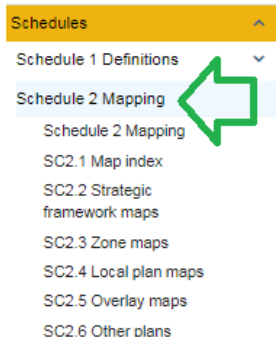 Schedules
Schedule 1 Definitions
Schedule 2 Mapping
Schedule 2 Mapping
SC2.1 Map index
SC2.2 Strategic
framework maps
SC2.3 Zone maps
SC2.4 Local plan maps
SC2.5 Overlay maps
SC2.6 Other plans